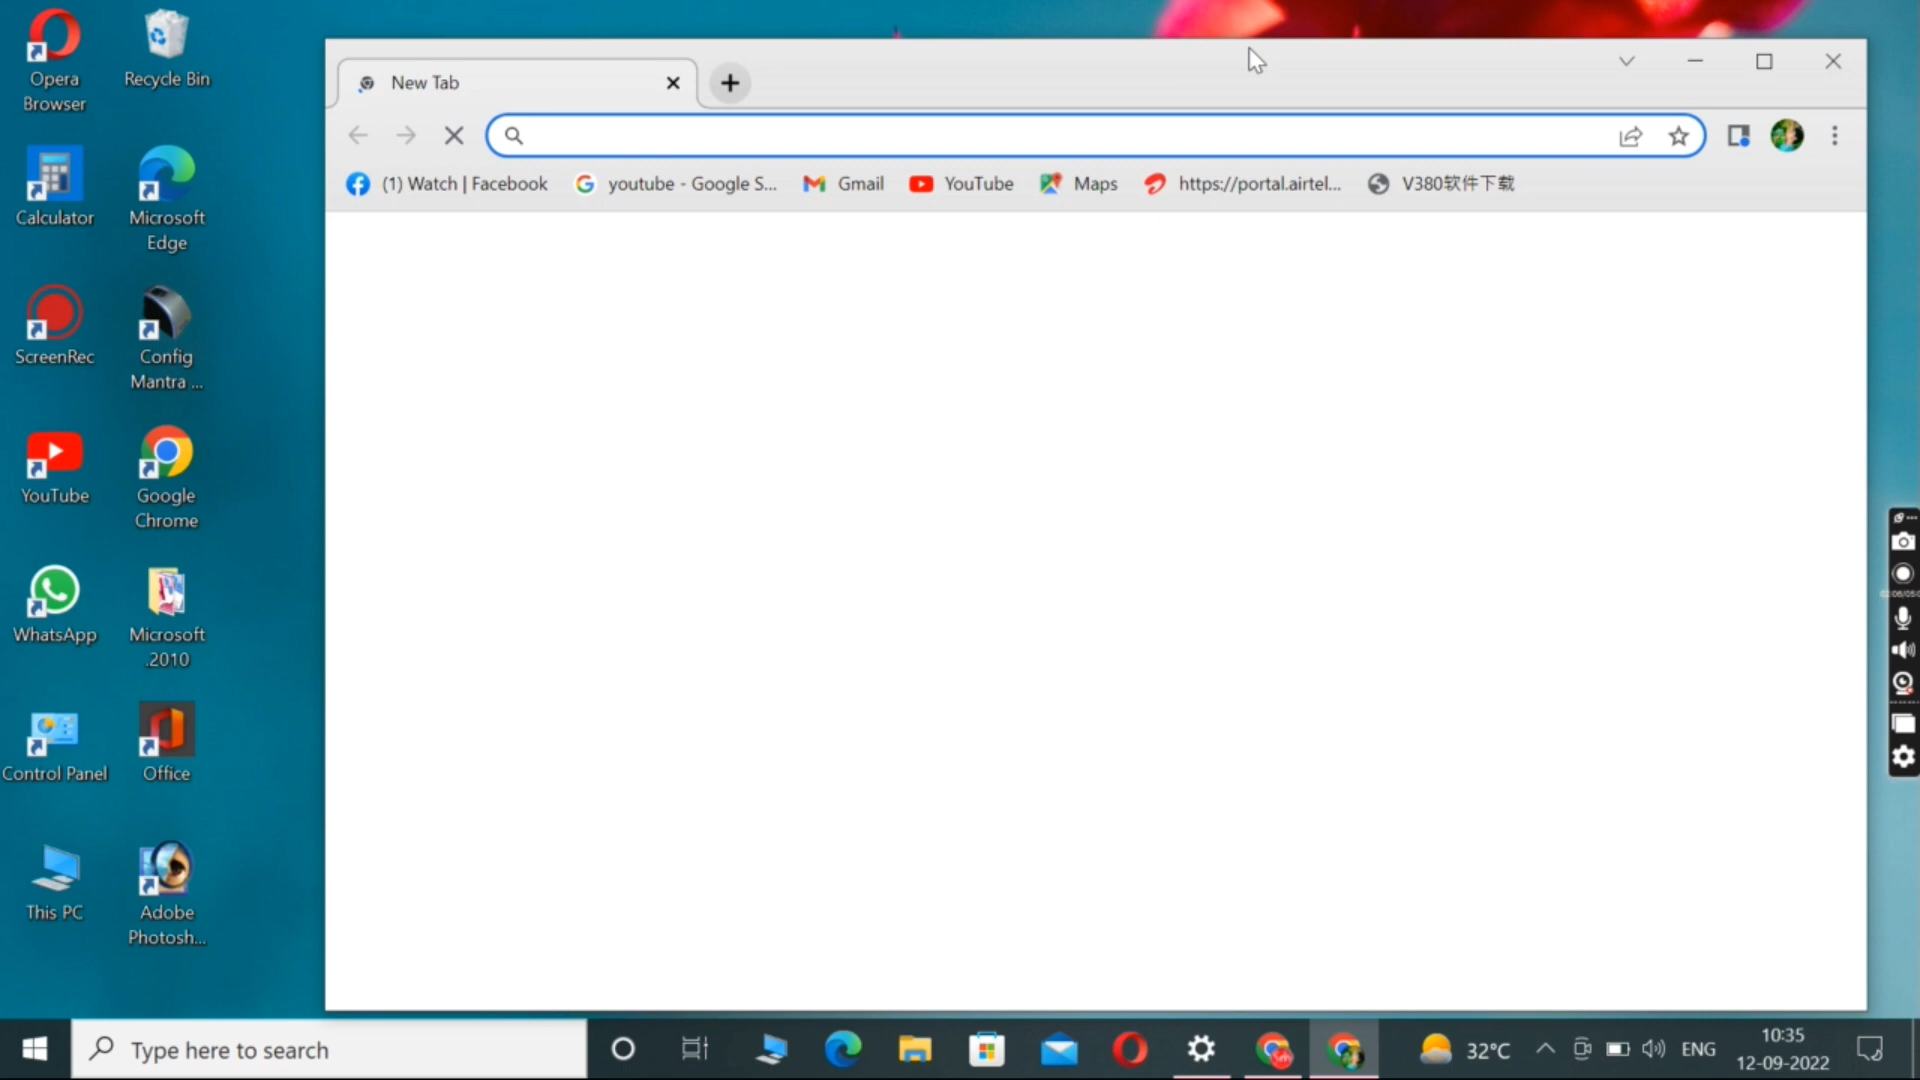 Opera
Browser
Recycle Bin
Calculator
Microsoft
Edge
ScreenRec
Config
Mantra ...
YouTube
Google
Chrome
WhatsApp
Microsoft
.2010
Control Panel
Office
This PC
Adobe
Photosh...
New Tab
(1) Watch | Facebook
youtube - Google S...
Gmail
YouTube
Maps
https://portal.airtel...
V380软件下载
Type here to search
32°C
ENG
10:35
12-09-2022